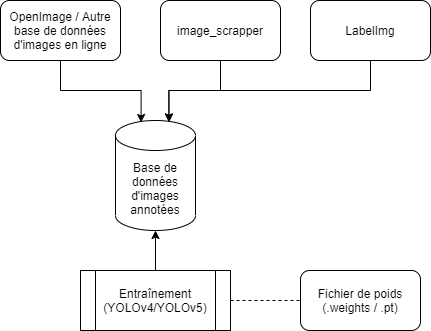 OpenImage / Autre
base de données
d'images en ligne
image_scrapper
LabelImg
Base de
données
d'images
annotées
Entraînement
(YOLOv4/YOLOv5)
Fichier de poids
(.weights / .pt)